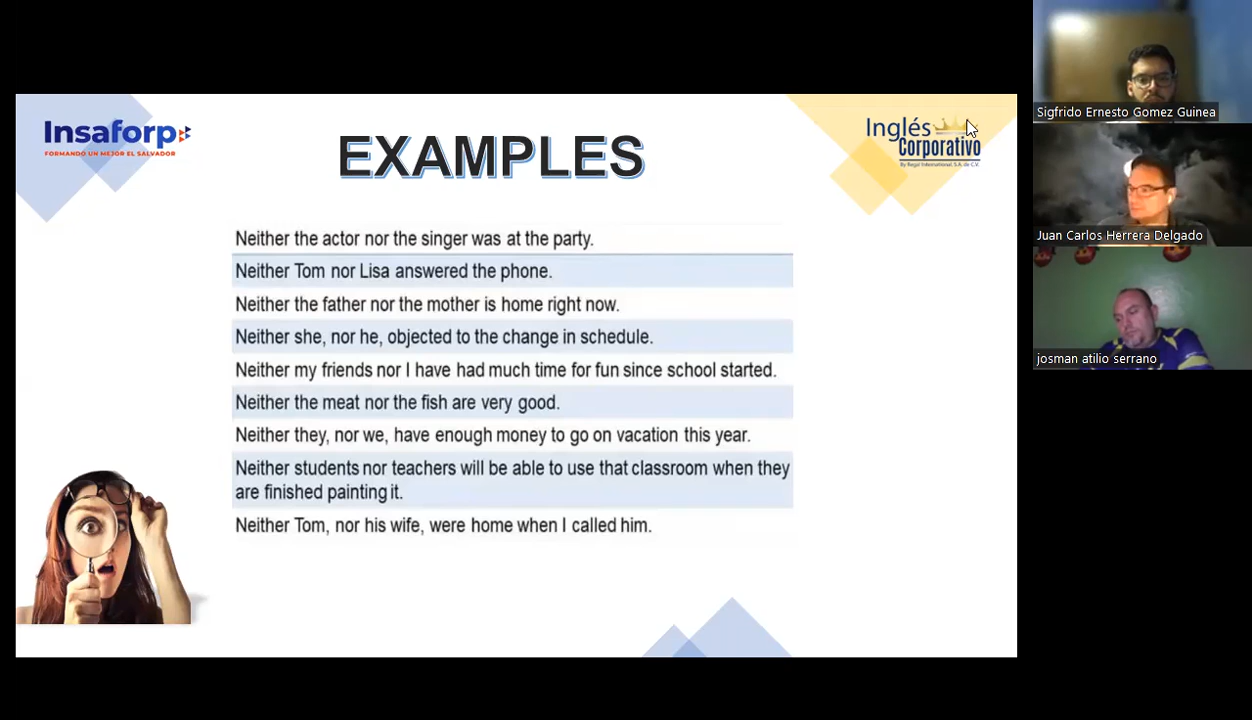 Insaforp
FORMANDO UN MEJOR EL SALVADOR
EXAMPLES
Inglés
Corporativo
By Regal International, S.A. de C.V.
Neither the actor nor the singer was at the party.
Neither Tom nor Lisa answered the phone.
Neither the father nor the mother is home right now.
Neither she, nor he, objected to the change in schedule.
Neither my friends nor I have had much time for fun since school started.
Neither the meat nor the fish are very good.
Neither they, nor we, have enough money to go on vacation this year.
Neither students nor teachers will be able to use that classroom when they
are finished painting it.
Neither Tom, nor his wife, were home when I called him.
Sigfrido Ernesto Gomez Guinea
Juan Carlos Herrera Delgado
josman atilio serrano